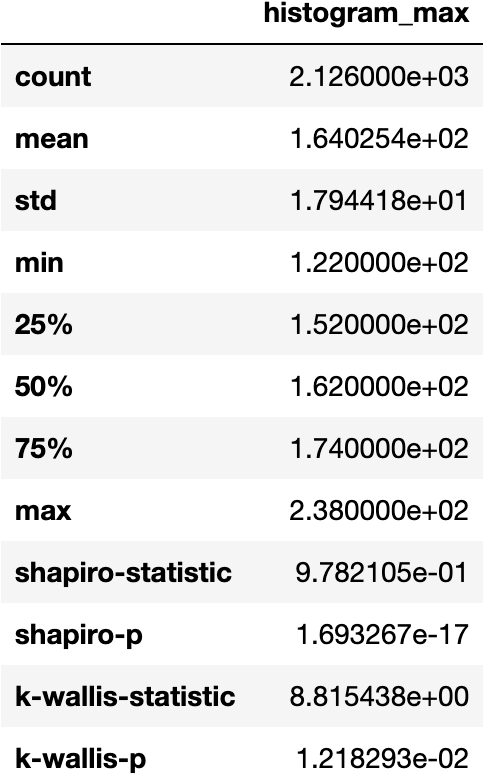 histogram_max
count 2.126000e+03
mean 1.640254e+02
std 1.794418e+01
min 1.220000e+02
25% 1.520000e+02
50% 1.620000e+02
75% 1.740000e+02
max 2.380000e+02
shapiro-statistic 9.782105e-01
shapiro-p 1.693267e-17
k-wallis-statistic 8.815438e+00
k-wallis-p 1.218293e-02